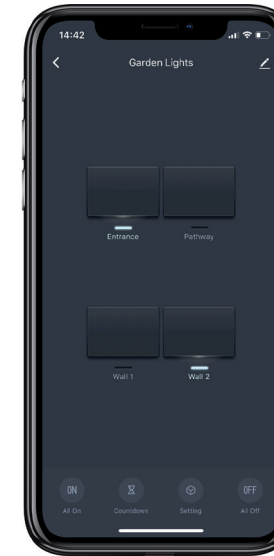 14:42
Garden Lights
Entrance Pathway
Wall 1 Wall 2
ON OFF
All On Countdown Setting All Off